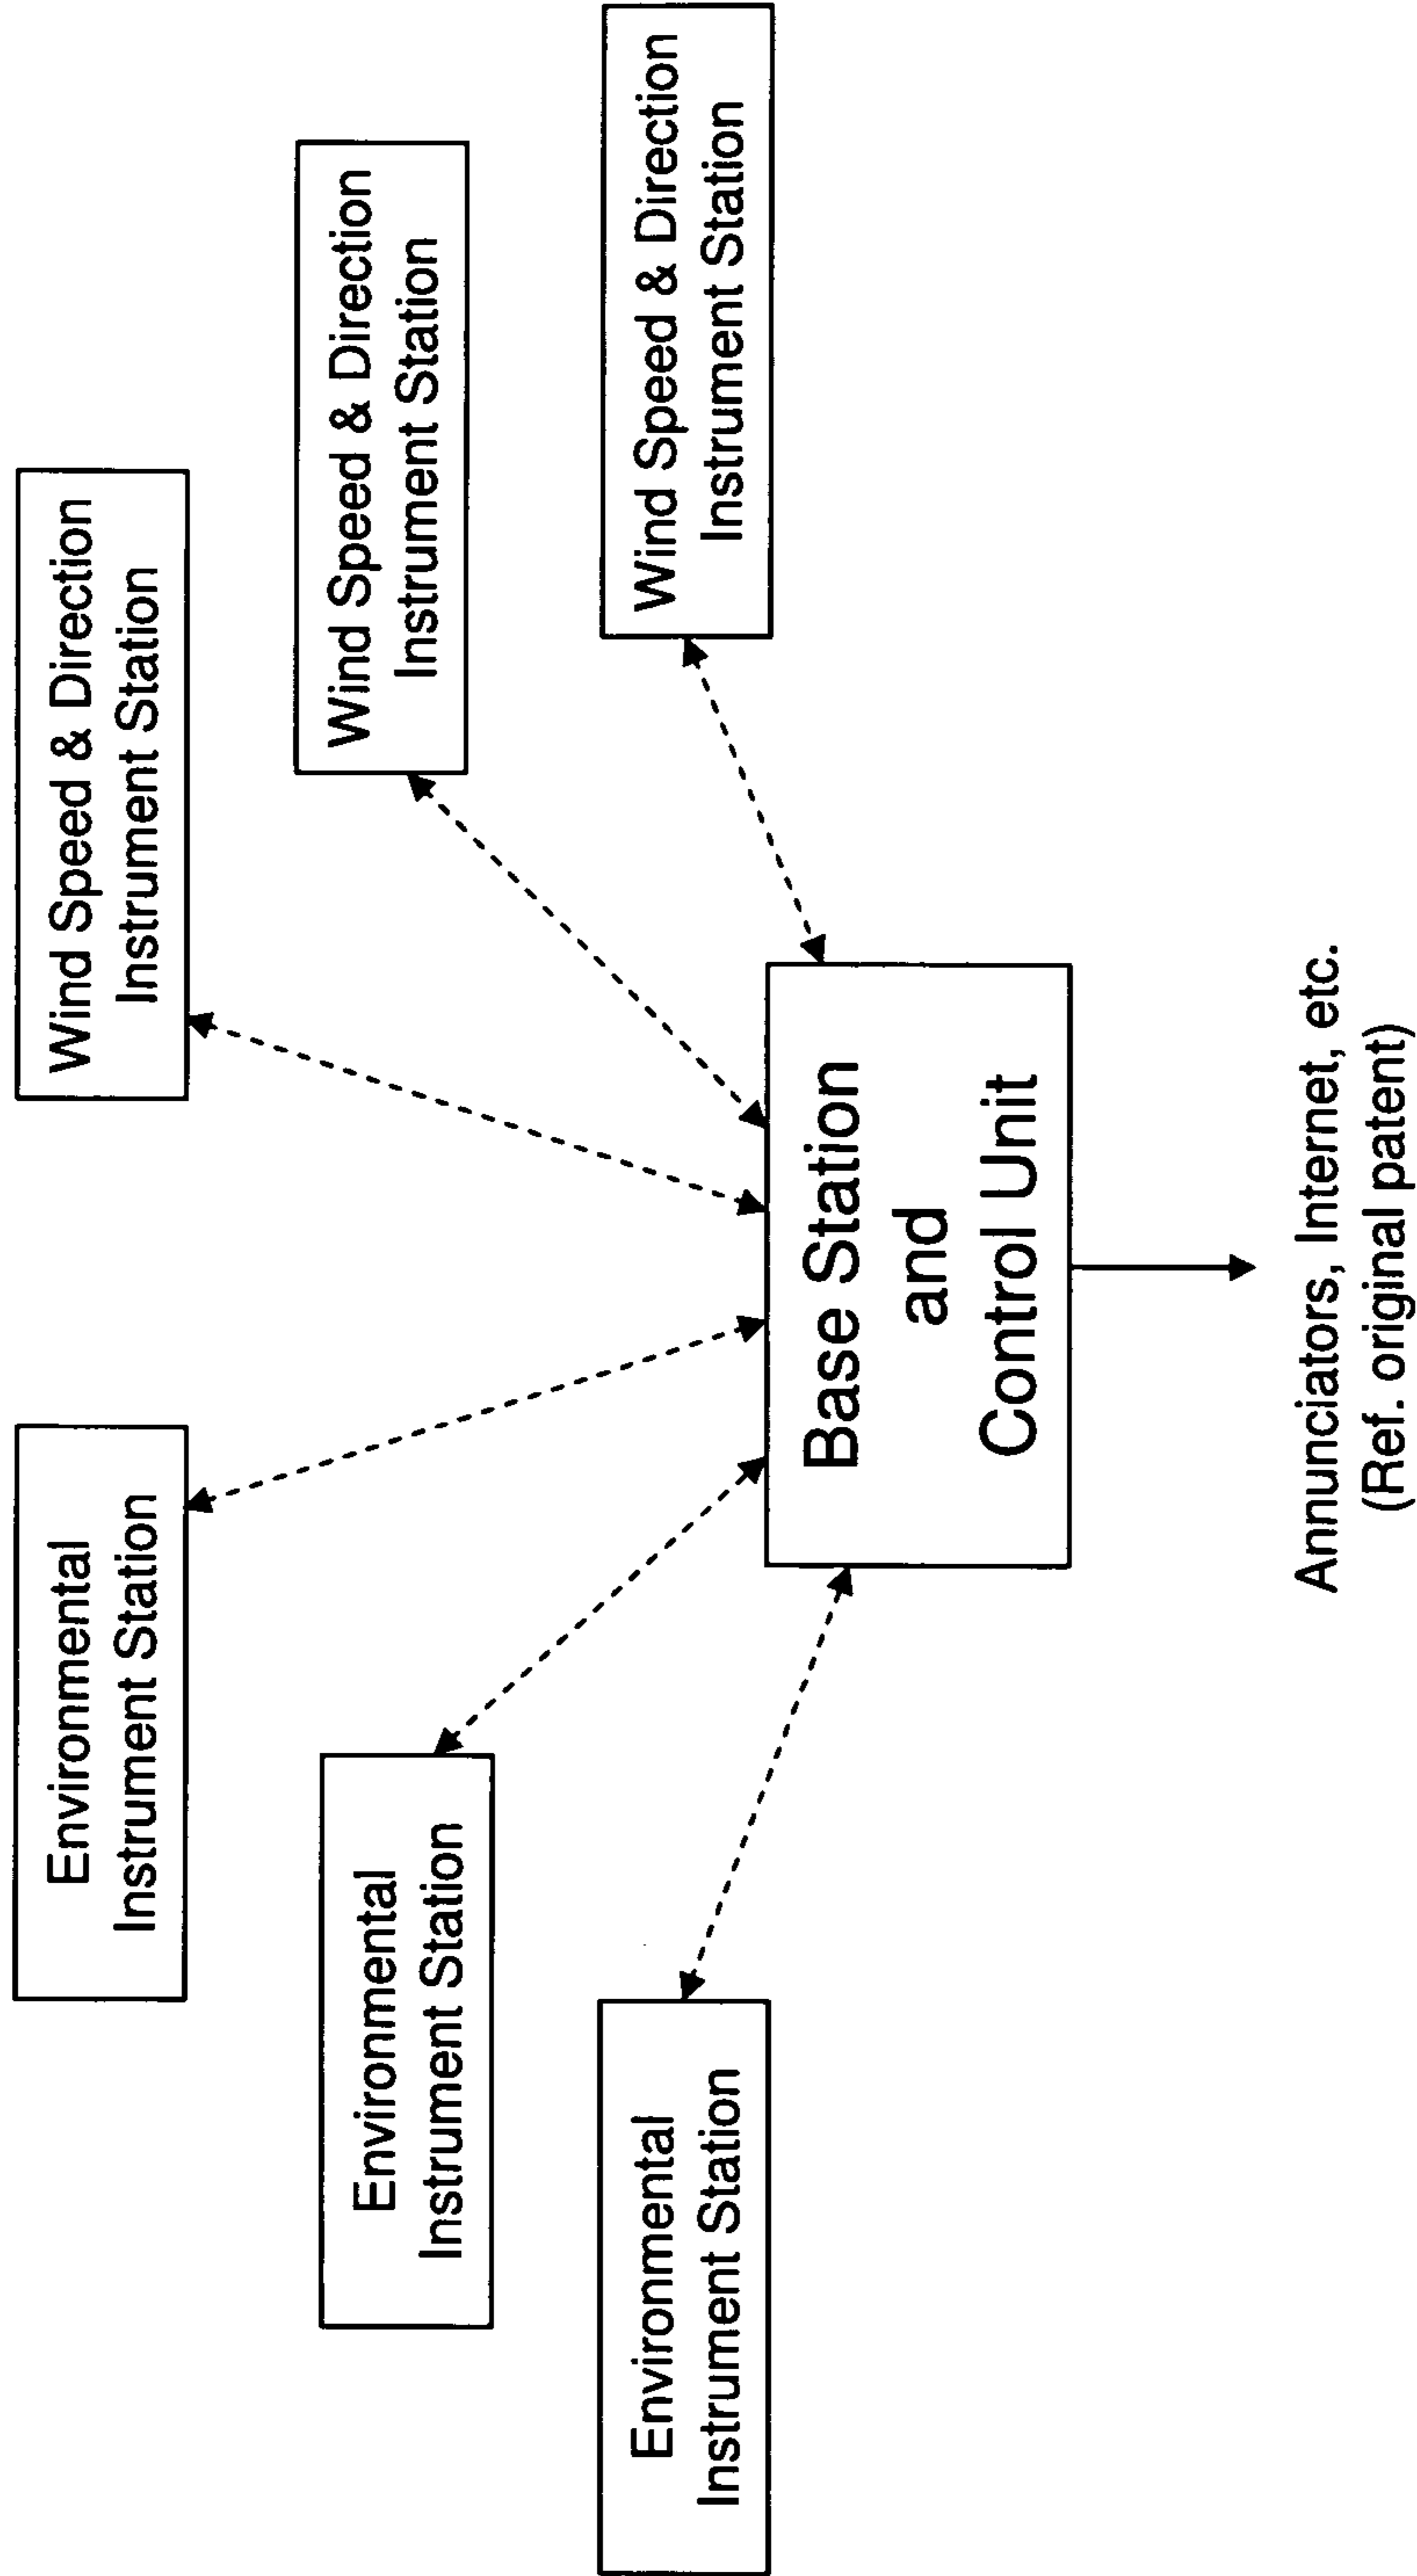 Environmental
Instrument Station
Wind Speed & Direction
Instrument Station
Environmental
Instrument Station
Wind Speed & Direction
Instrument Station
Environmental
Instrument Station
Wind Speed & Direction
Instrument Station
Base Station
and
Control Unit
Annunciators, Internet, etc.
(Ref. original patent)